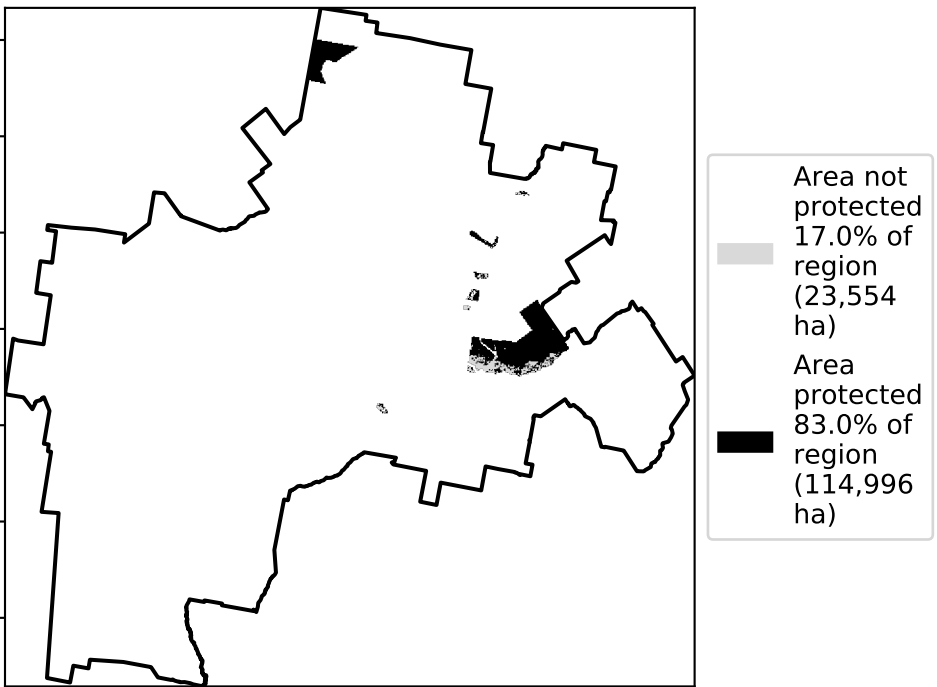 Area not
protected
17.0% of
region
(23,554
ha)
Area
protected
83.0% of
region
(114,996
ha)